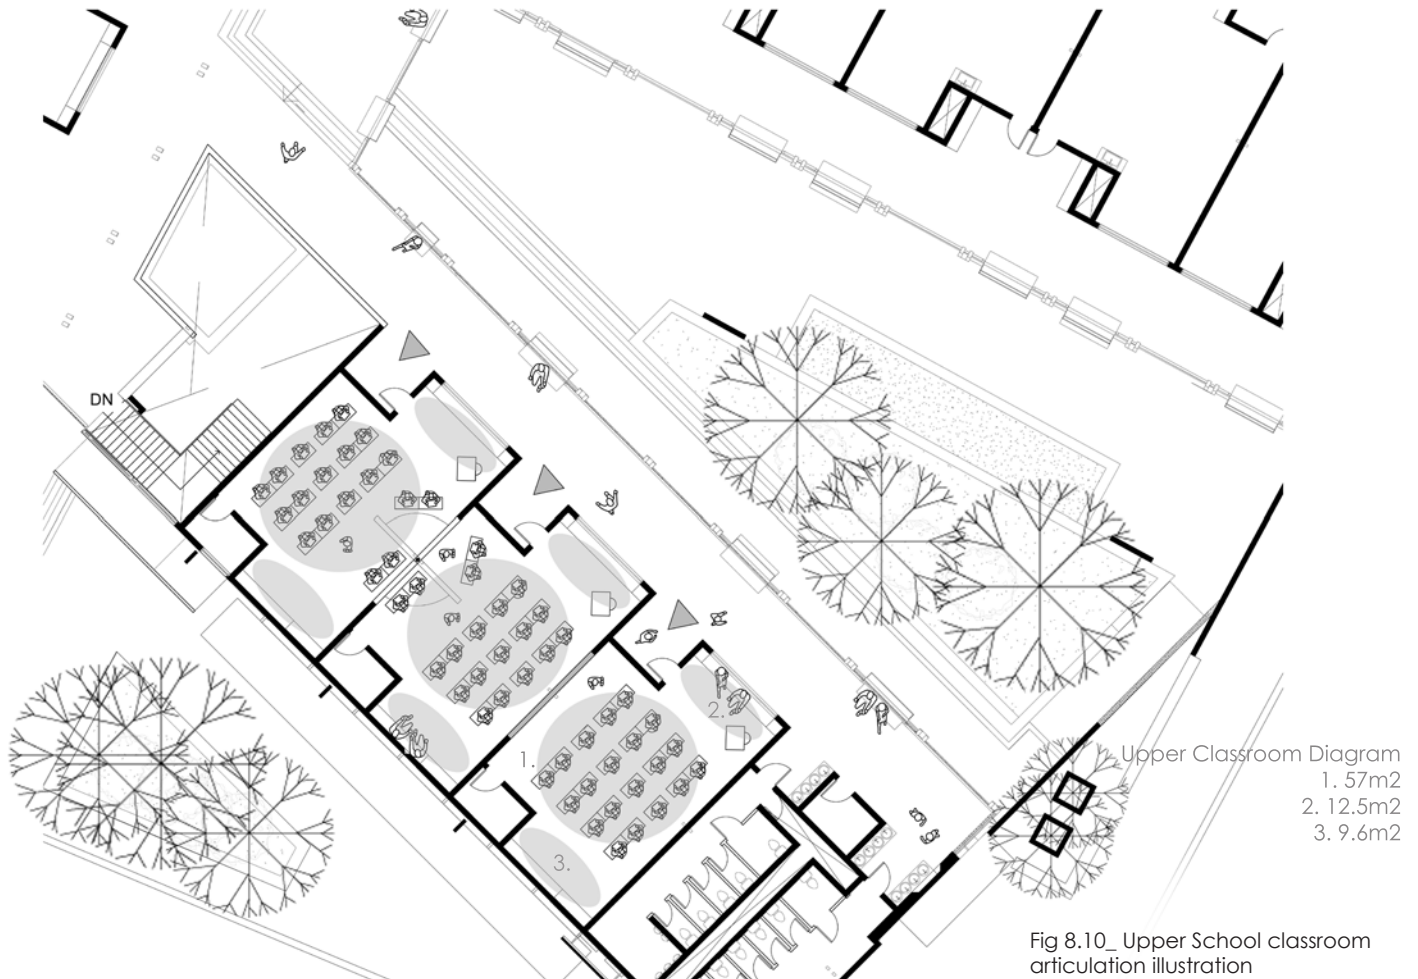 DN
2.
1.
3.
Upper Classroom Diagram
1. 57m2
2. 12.5m2
3. 9.6m2
Fig 8.10_ Upper School classroom
articulation illustration